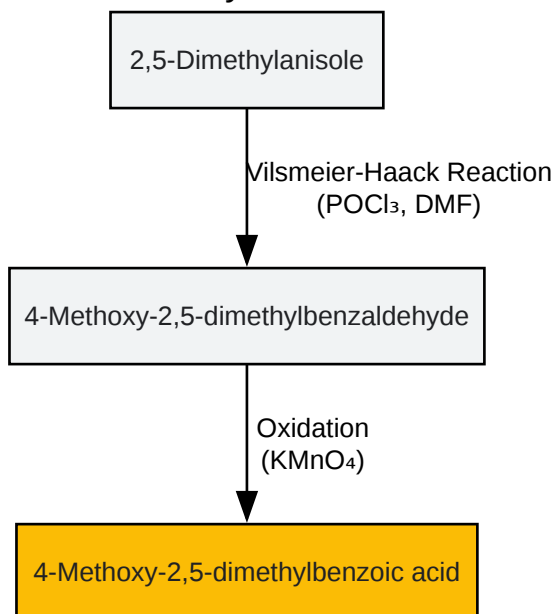 2,5-Dimethylanisole
Vilsmeier-Haack Reaction
(POCl₃, DMF)
4-Methoxy-2,5-dimethylbenzaldehyde
Oxidation
(KMnO₄)
4-Methoxy-2,5-dimethylbenzoic acid